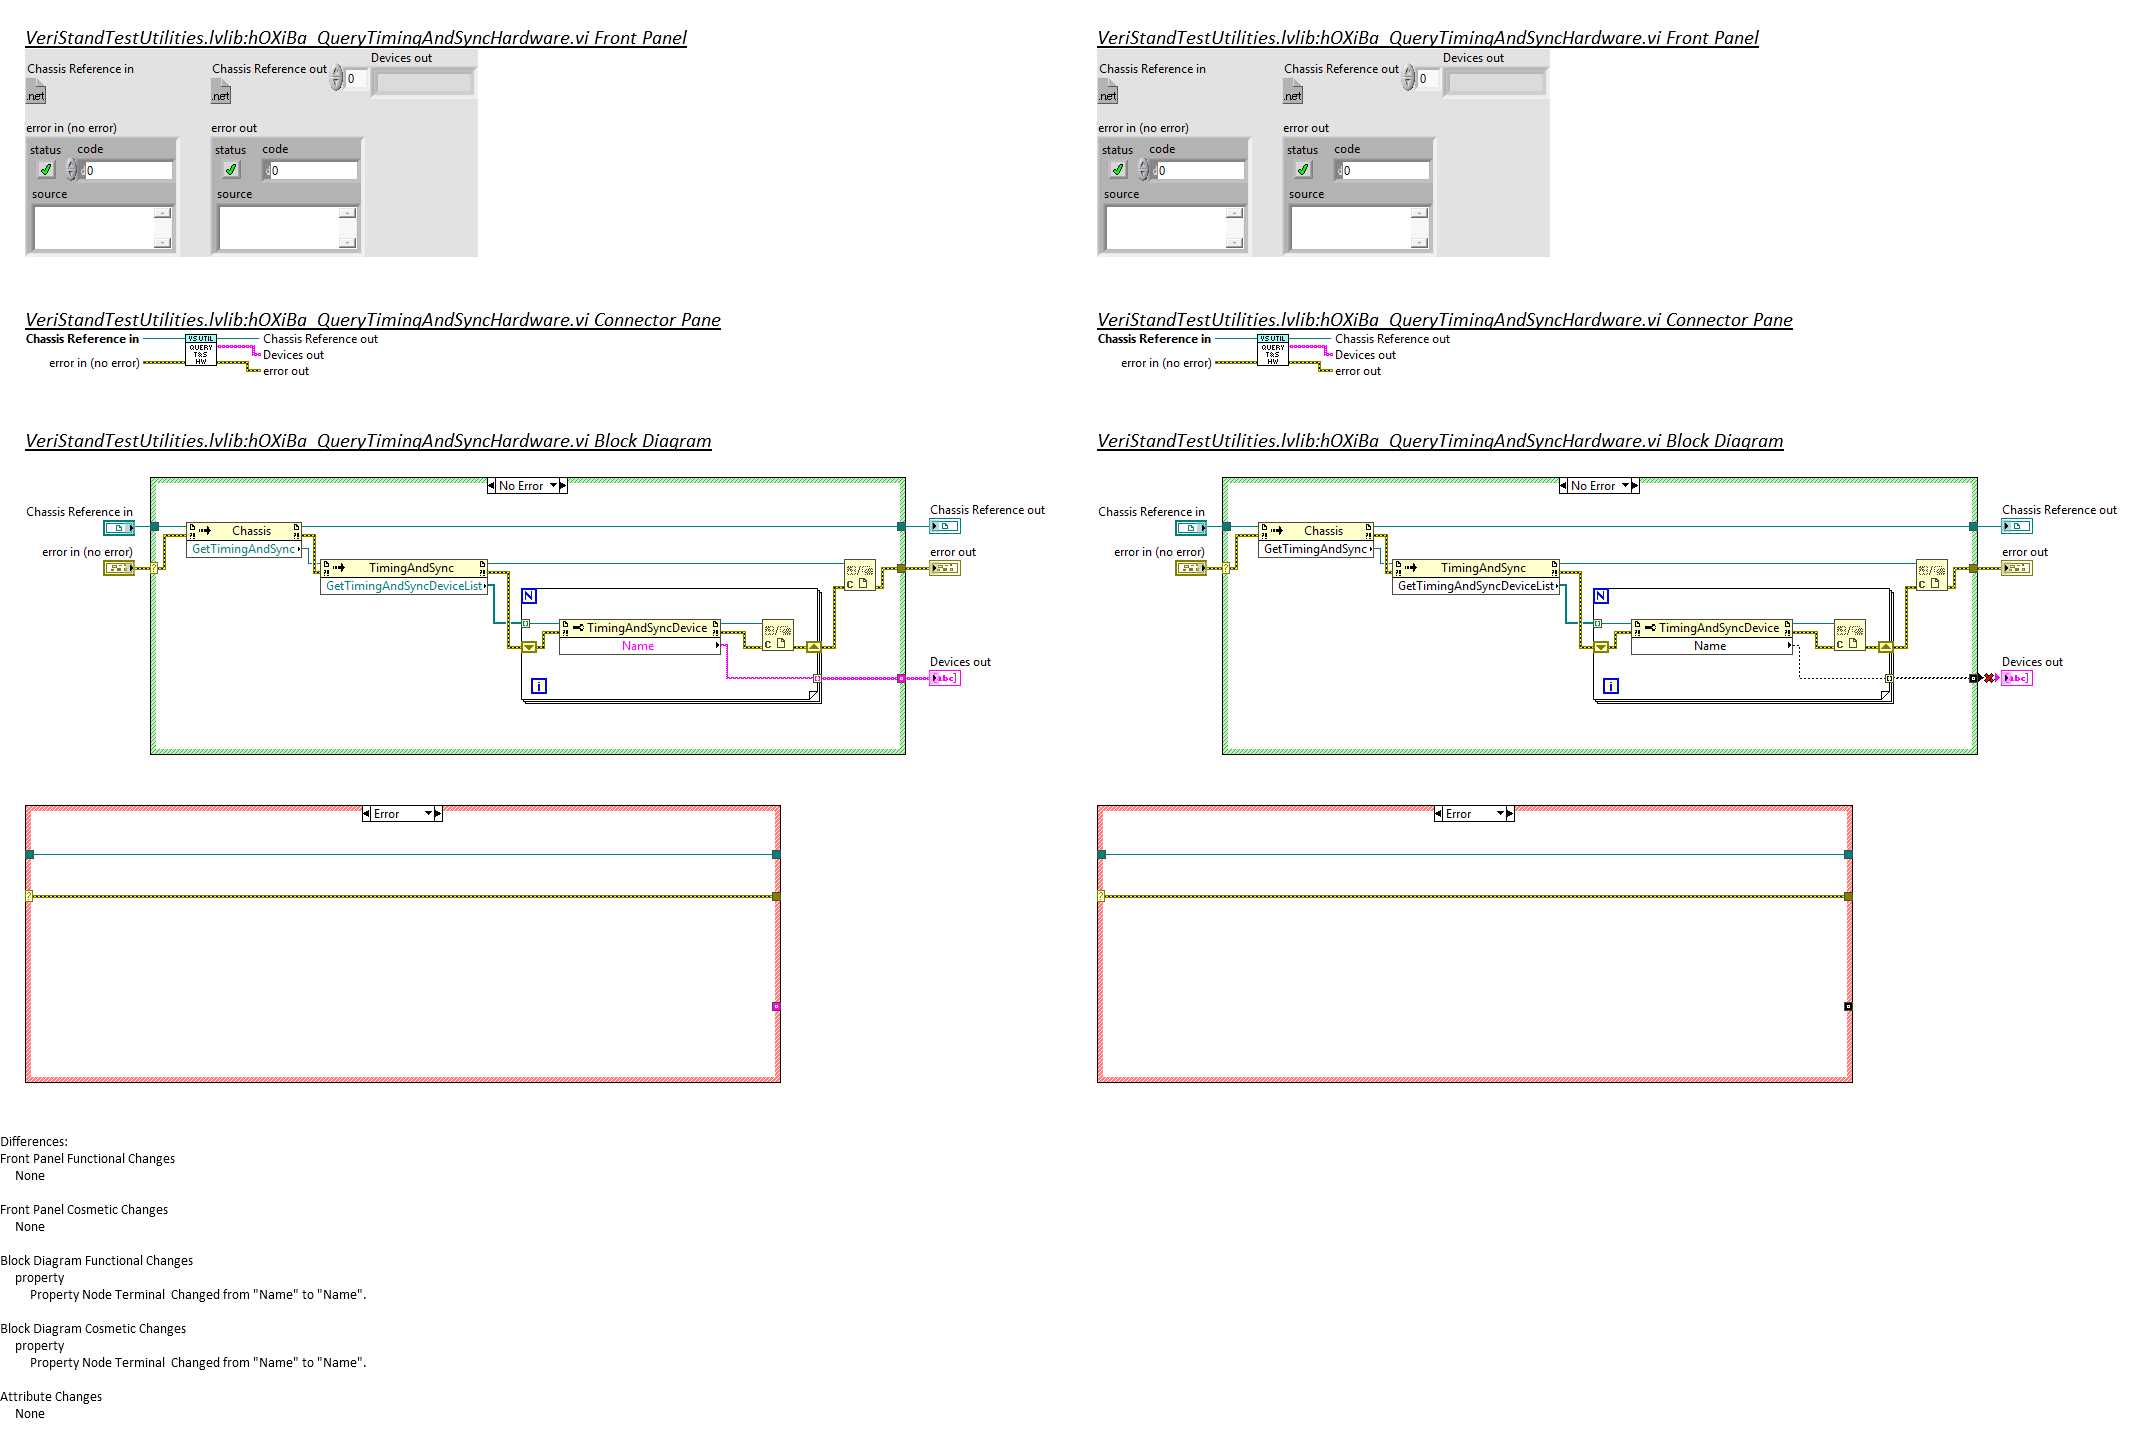 VeriStandTestUtilities.lvlib:hOXiBa_QueryTimingAndSyncHardware.vi Front Panel
Chassis Reference in
Chassis Reference out
0
Devices out
.net
.net
error in (no error)
error out
status code
0
status code
0
source
source
VeriStandTestUtilities.lvlib:hOXiBa_QueryTimingAndSyncHardware.vi Connector Pane
Chassis Reference in
VS UTIL
QUERY
T&S
HW
Chassis Reference out
Devices out
error in (no error)
error out
VeriStandTestUtilities.lvlib:hOXiBa_QueryTimingAndSyncHardware.vi Block Diagram
No Error
Chassis Reference in
Chassis
Chassis Reference out
error in (no error)
GetTimingAndSync
error out
TimingAndSync
GetTimingAndSyncDeviceList
N
TimingAndSyncDevice
Name
Devices out
abc
i
Error
VeriStandTestUtilities.lvlib:hOXiBa_QueryTimingAndSyncHardware.vi Front Panel
Chassis Reference in
Chassis Reference out
0
Devices out
.net
.net
error in (no error)
error out
status code
0
status code
0
source
source
VeriStandTestUtilities.lvlib:hOXiBa_QueryTimingAndSyncHardware.vi Connector Pane
Chassis Reference in
VS UTIL
QUERY
T&S
HW
Chassis Reference out
Devices out
error in (no error)
error out
VeriStandTestUtilities.lvlib:hOXiBa_QueryTimingAndSyncHardware.vi Block Diagram
No Error
Chassis Reference in
Chassis
Chassis Reference out
error in (no error)
GetTimingAndSync
error out
TimingAndSync
GetTimingAndSyncDeviceList
N
TimingAndSyncDevice
Name
Devices out
abc
i
Error
Differences:
Front Panel Functional Changes
None
Front Panel Cosmetic Changes
None
Block Diagram Functional Changes
property
Property Node Terminal  Changed from "Name" to "Name".
Block Diagram Cosmetic Changes
property
Property Node Terminal  Changed from "Name" to "Name".
Attribute Changes
None